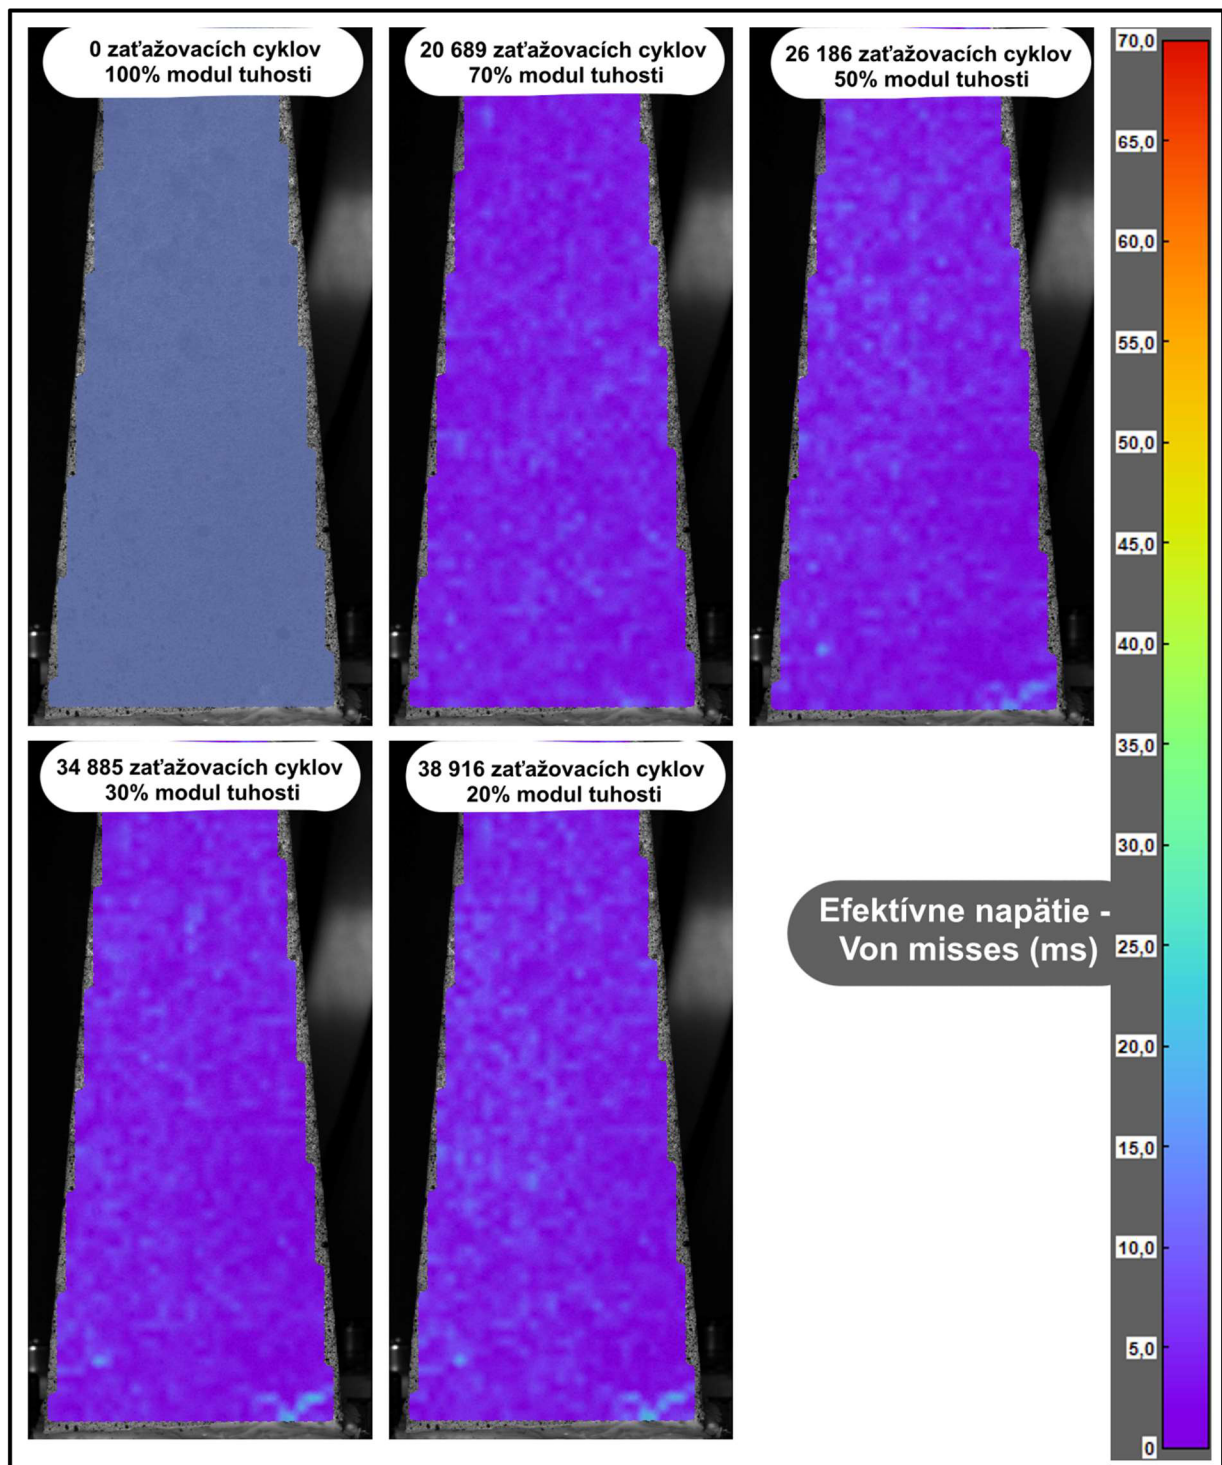 0 zaťažovacích cyklov
100% modul tuhosti
20 689 zaťažovacích cyklov
70% modul tuhosti
26 186 zaťažovacích cyklov
50% modul tuhosti
34 885 zaťažovacích cyklov
30% modul tuhosti
38 916 zaťažovacích cyklov
20% modul tuhosti
Efektívne napätie -
Von misses (ms)
70,0
65,0
60,0
55,0
50,0
45,0
40,0
35,0
30,0
25,0
20,0
15,0
10,0
5,0
0